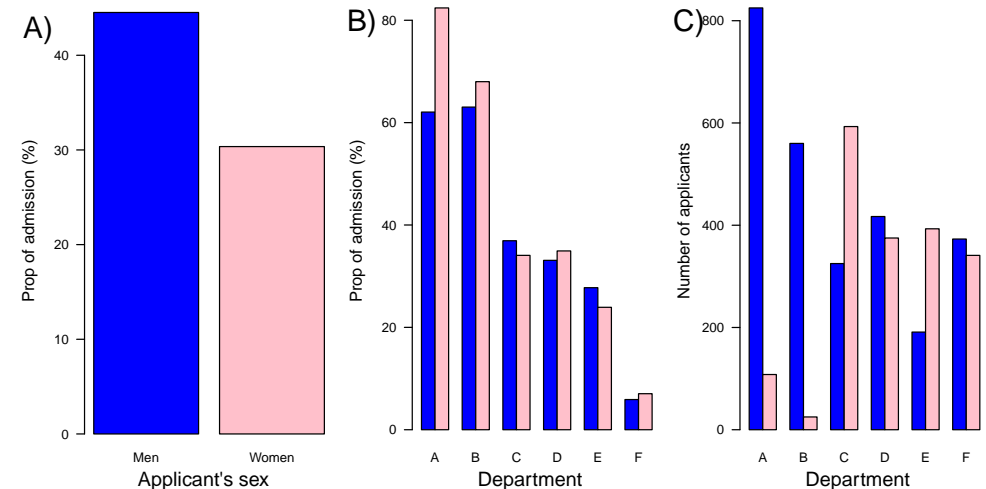 A)
Prop of admission (%)
0
10
20
30
40
Men
Women
Applicant's sex
B)
Prop of admission (%)
0
20
40
60
80
A
B
C
D
E
F
Department
C)
Number of applicants
0
200
400
600
800
A
B
C
D
E
F
Department